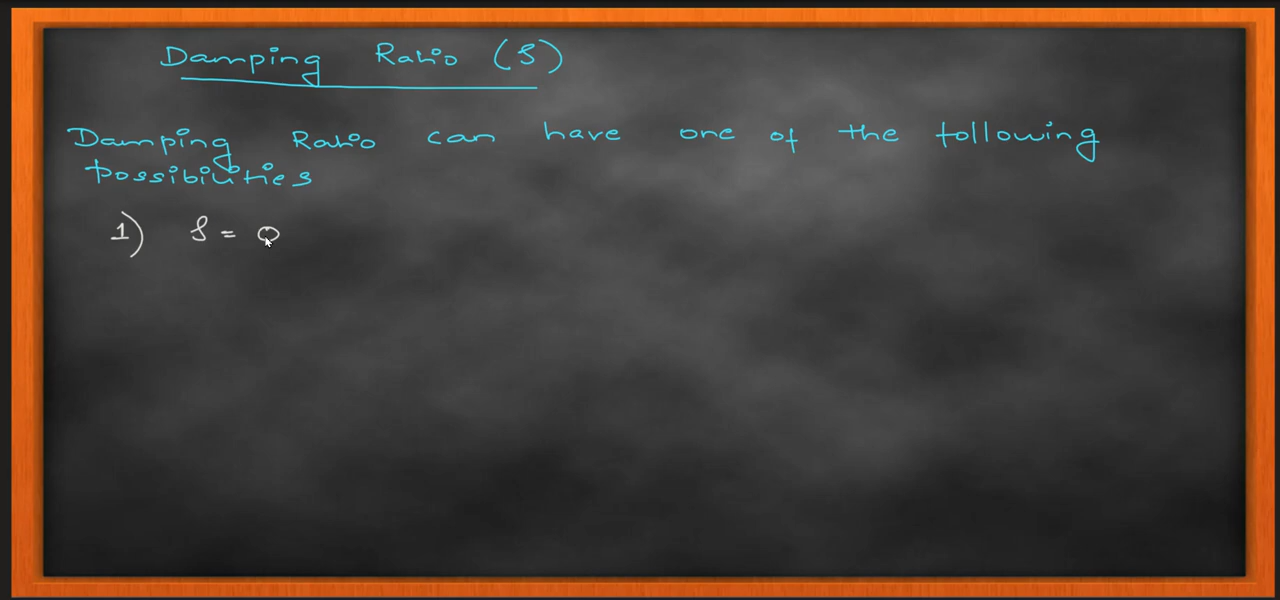 Damping Ratio (ζ)
Damping Ratio can have one of the following
possibilities
1) ζ = 0